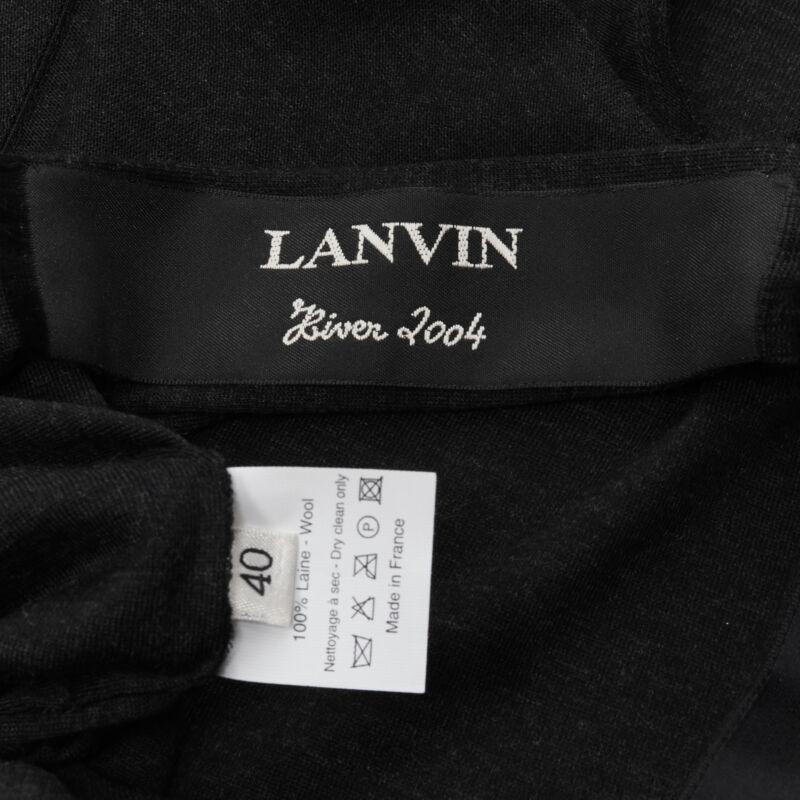 LANVIN
Hiver 2004
40
100% Laine - Wool
Nettoyage à sec - Dry clean only
P
Made in France